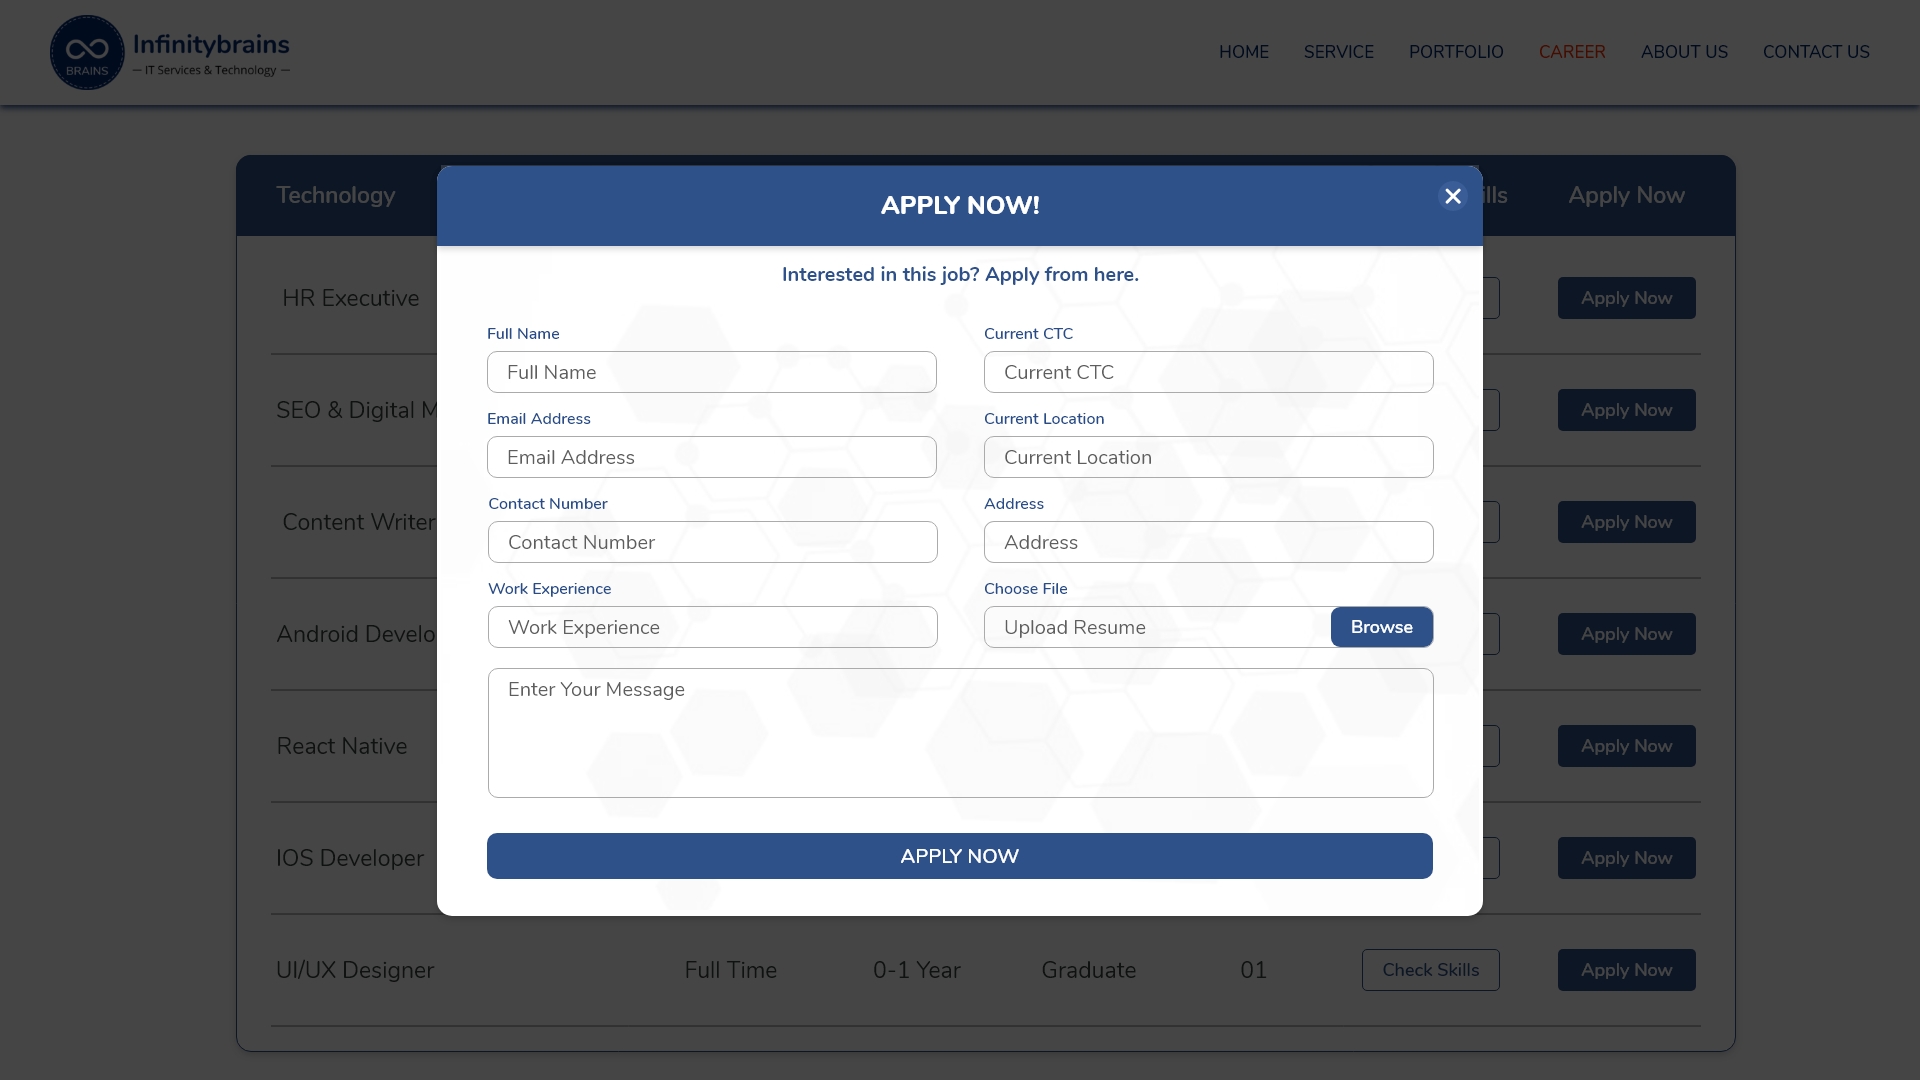 BRAINS
Infinitybrains
— IT Services & Technology —
HOME SERVICE PORTFOLIO CAREER ABOUT US CONTACT US
Technology
ills
Apply Now
APPLY NOW!
Interested in this job? Apply from here.
Full Name
Full Name
Current CTC
Current CTC
Email Address
Email Address
Current Location
Current Location
Contact Number
Contact Number
Address
Address
Work Experience
Work Experience
Choose File
Upload Resume
Browse
Enter Your Message
APPLY NOW
HR Executive
Apply Now
SEO & Digital M
Apply Now
Content Writer
Apply Now
Android Develo
Apply Now
React Native
Apply Now
IOS Developer
Apply Now
UI/UX Designer Full Time 0-1 Year Graduate 01 Check Skills Apply Now